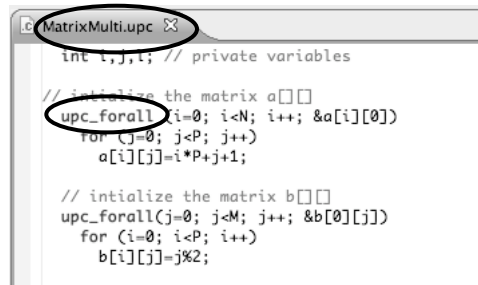 .c MatrixMulti.upc
int i,j,l; // private variables
// intialize the matrix a[][]
upc_forall (i=0; i<N; i++; &a[i][0])
for (j=0; j<P; j++)
a[i][j]=i*P+j+1;
// intialize the matrix b[][]
upc_forall(j=0; j<M; j++; &b[0][j])
for (i=0; i<P; i++)
b[i][j]=j%2;